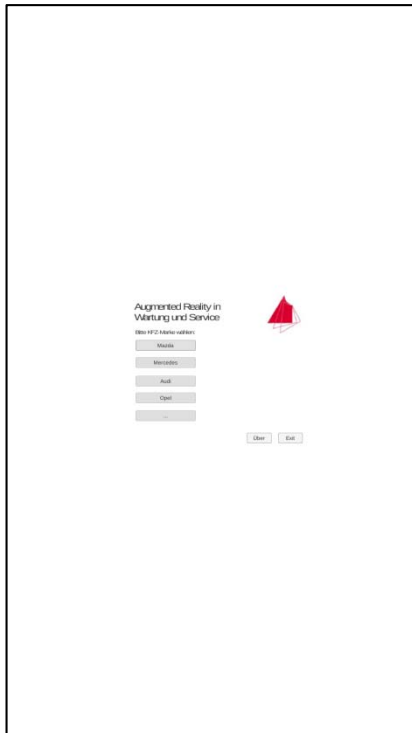 Augmented Reality in
Wartung und Service
Bitte KFZ-Marke wählen
Mazda
Mercedes
Audi
Opel
...
Über Exit